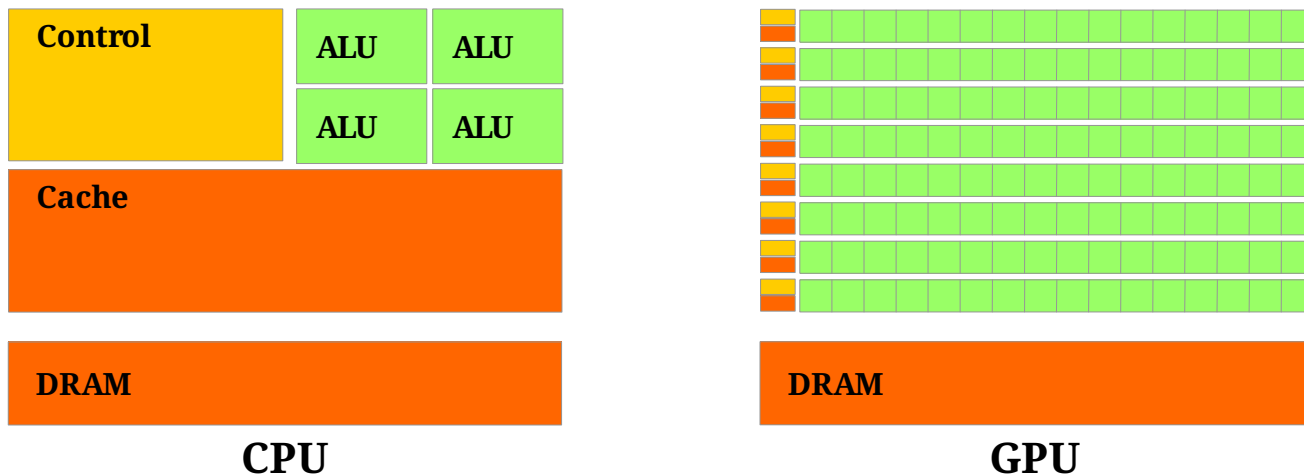 Control
ALU ALU
ALU ALU
Cache
DRAM
CPU
DRAM
GPU